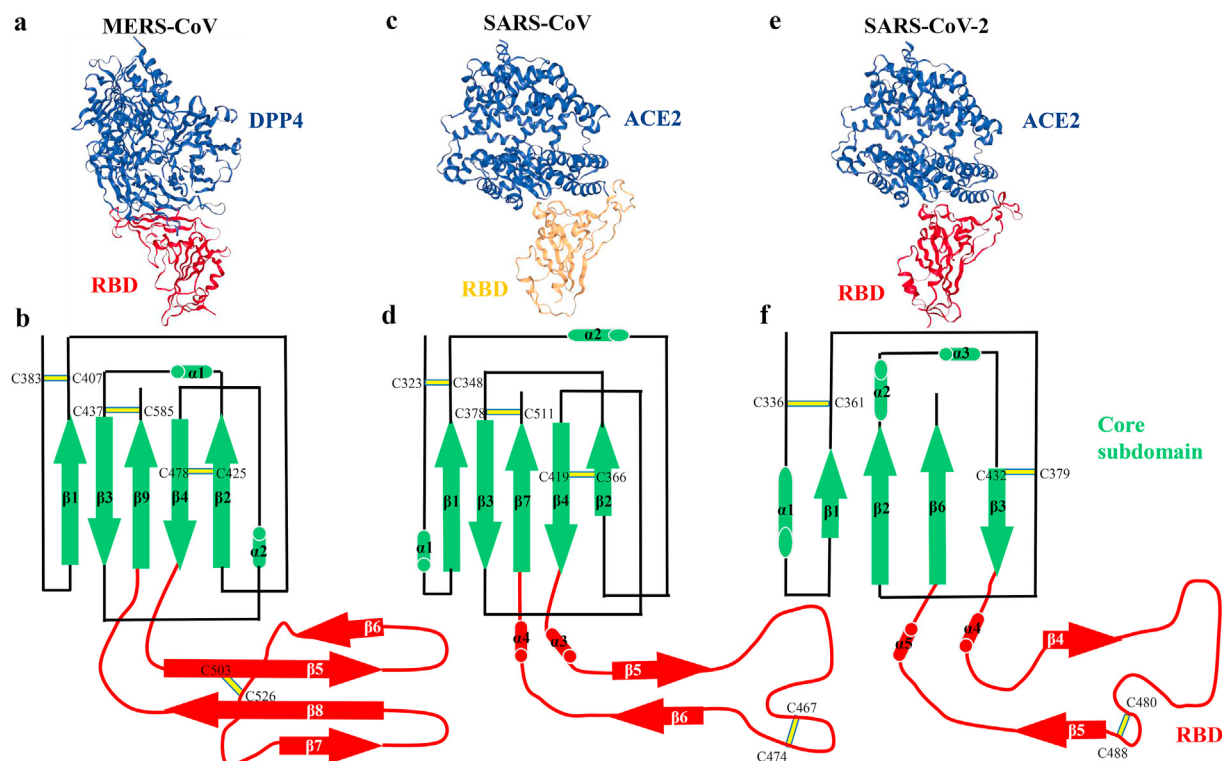 a
MERS-CoV
c
SARS-CoV
e
SARS-CoV-2
DPP4
ACE2
ACE2
RBD
RBD
RBD
b
C383
C407
α1
C437
C585
C478
C425
β1
β3
β9
β4
β2
α2
β6
C503
β5
C526
β8
β7
d
α2
C323
C348
C378
C511
C419
C366
β1
β3
β7
β4
β2
α1
α4
α3
β5
C467
β6
C474
f
α3
α2
C336
C361
C432
C379
α1
β1
β2
β6
β3
Core
subdomain
α5
α4
β4
C480
β5
C488
RBD